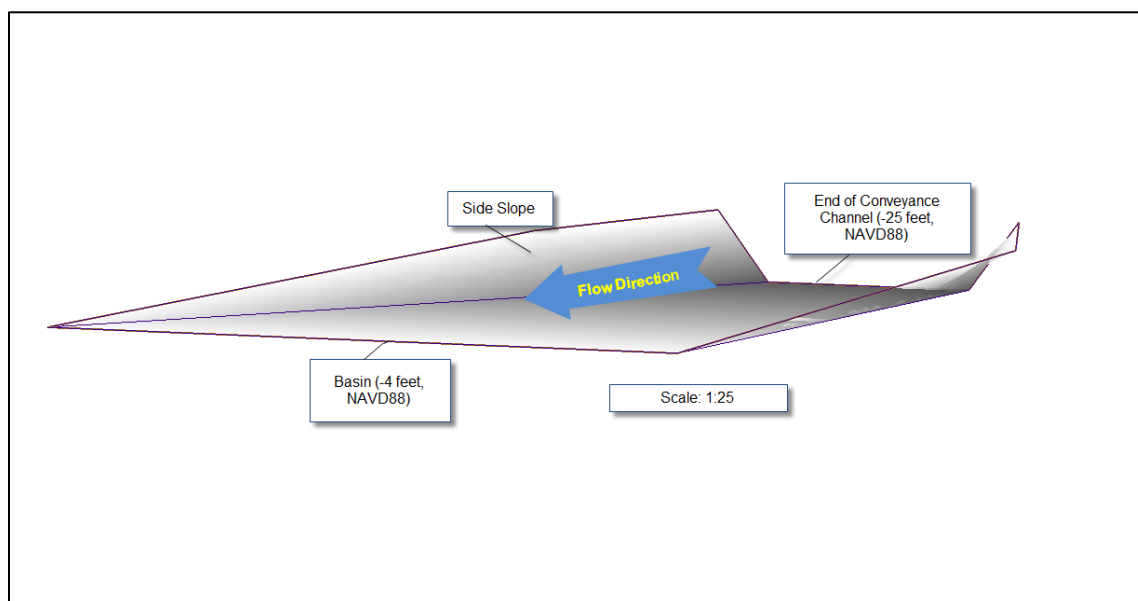 Side Slope
End of Conveyance
Channel (-25 feet,
NAVD88)
Flow Direction
Basin (-4 feet,
NAVD88)
Scale: 1:25